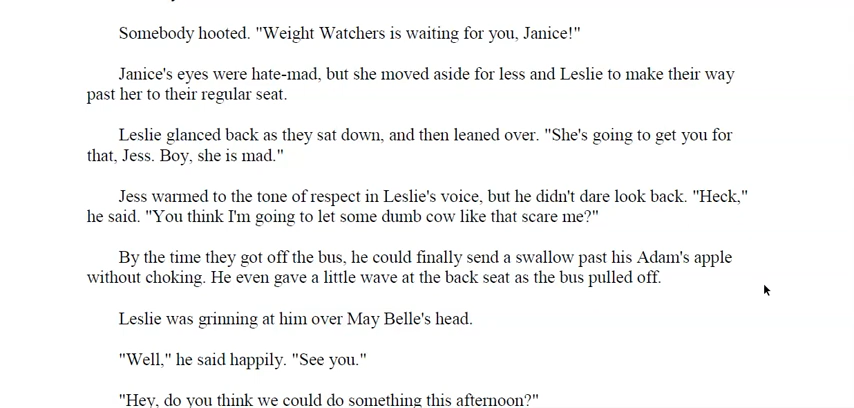 Somebody hooted. "Weight Watchers is waiting for you, Janice!"
Janice's eyes were hate-mad, but she moved aside for less and Leslie to make their way
past her to their regular seat.
Leslie glanced back as they sat down, and then leaned over. "She's going to get you for
that, Jess. Boy, she is mad."
Jess warmed to the tone of respect in Leslie's voice, but he didn't dare look back. "Heck,"
he said. "You think I'm going to let some dumb cow like that scare me?"
By the time they got off the bus, he could finally send a swallow past his Adam's apple
without choking. He even gave a little wave at the back seat as the bus pulled off.
Leslie was grinning at him over May Belle's head.
"Well," he said happily. "See you."
"Hey, do you think we could do something this afternoon?"